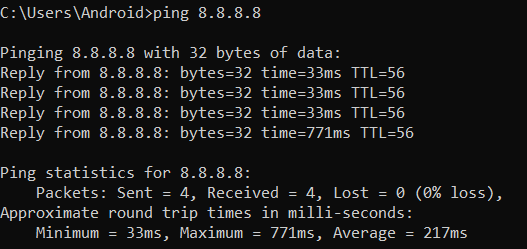 C:\Users\Android>ping 8.8.8.8
Pinging 8.8.8.8 with 32 bytes of data:
Reply from 8.8.8.8: bytes=32 time=33ms TTL=56
Reply from 8.8.8.8: bytes=32 time=33ms TTL=56
Reply from 8.8.8.8: bytes=32 time=33ms TTL=56
Reply from 8.8.8.8: bytes=32 time=771ms TTL=56
Ping statistics for 8.8.8.8:
    Packets: Sent = 4, Received = 4, Lost = 0 (0% loss),
Approximate round trip times in milli-seconds:
    Minimum = 33ms, Maximum = 771ms, Average = 217ms